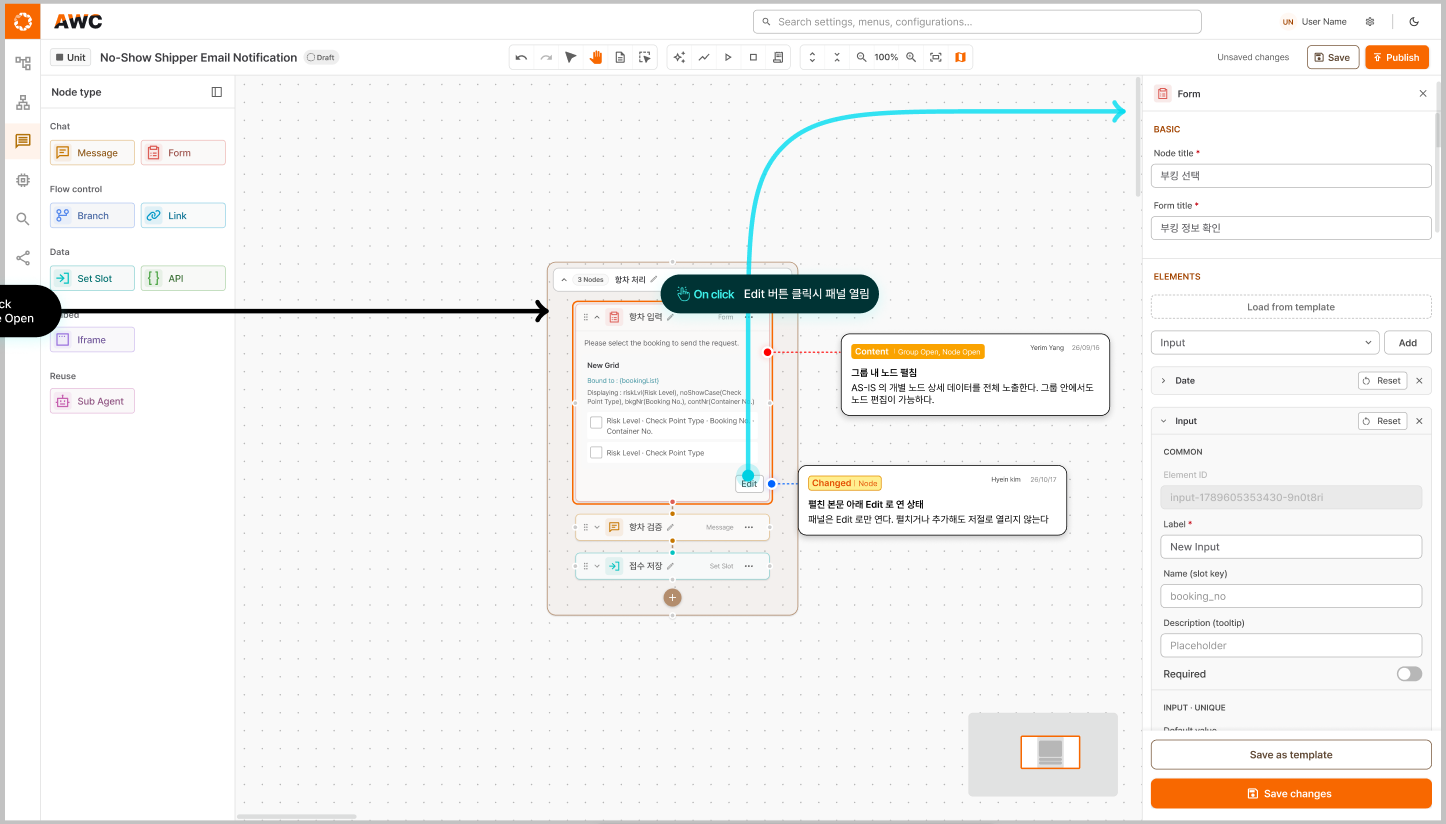 AWC
Search settings, menus, configurations...
UN User Name
Unit
No-Show Shipper Email Notification
Draft
100%
Unsaved changes
Save
Publish
Node type
Chat
Message
Form
Flow control
Branch
Link
Data
Set Slot
API
Iframe
Reuse
Sub Agent
e Open
3 Nodes
항차 처리
On click Edit 버튼 클릭시 패널 열림
항차 입력
Form
Please select the booking to send the request.
New Grid
Bound to : {bookingList}
Displaying : riskLvl(Risk Level), noShowCase(Check
Point Type), bkgNr(Booking No.), contNr(Container No.)
Risk Level · Check Point Type · Booking No. ·
Container No.
Risk Level · Check Point Type
Edit
항차 검증
Message
점수 저장
Set Slot
Content | Group Open, Node Open
Yerim Yang 26/09/16
그룹 내 노드 펼침
AS-IS 의 개별 노드 상세 데이터를 전체 노출한다. 그룹 안에서도
노드 편집이 가능하다.
Changed | Node
Hyein kim 26/10/17
펼친 본문 아래 Edit 로 연 상태
패널은 Edit 로만 연다. 펼치거나 추가해도 저절로 열리지 않는다
Form
BASIC
Node title *
부킹 선택
Form title *
부킹 정보 확인
ELEMENTS
Load from template
Input
Add
Date
Reset
Input
Reset
COMMON
Element ID
input-1789605353430-9n0t8ri
Label *
New Input
Name (slot key)
booking_no
Description (tooltip)
Placeholder
Required
INPUT · UNIQUE
Default value
Save as template
Save changes